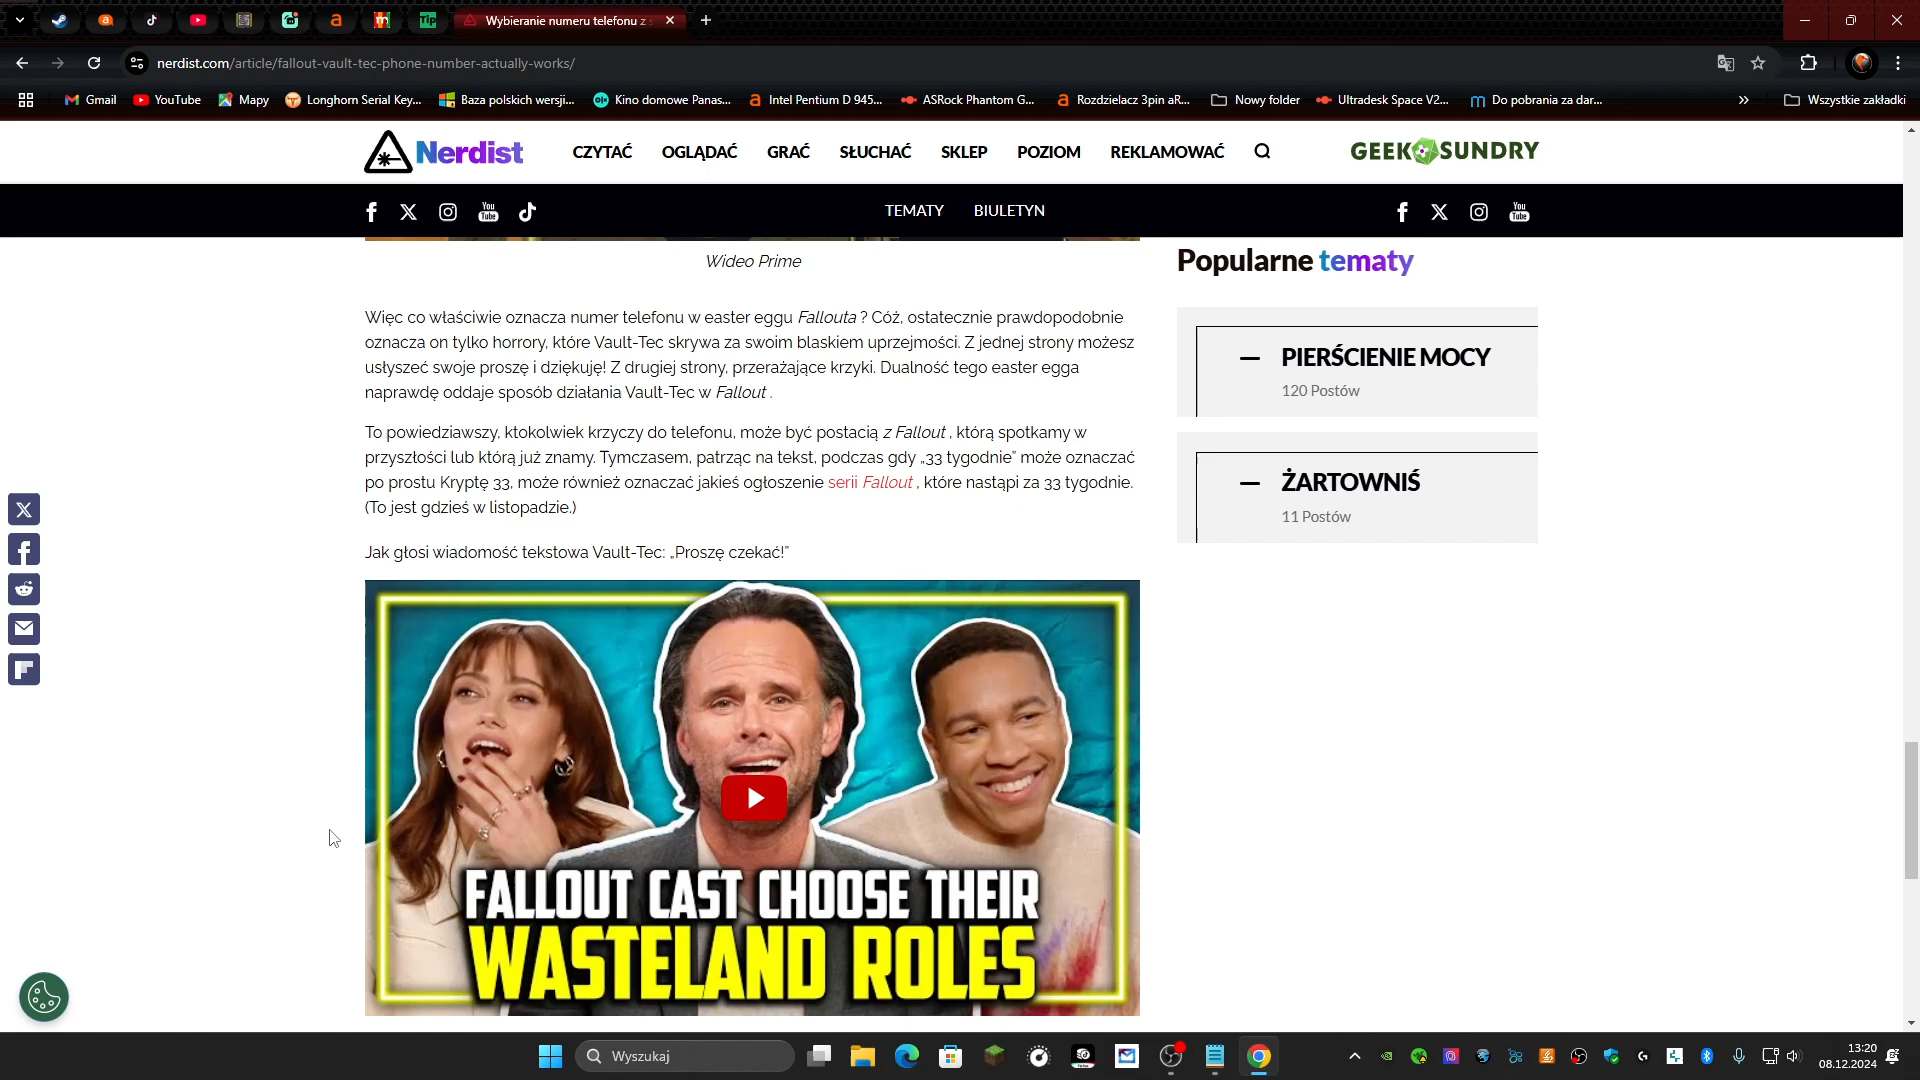 Wybieranie numeru telefonu z s
nerdist.com/article/fallout-vault-tec-phone-number-actually-works/
Gmail
YouTube
Mapy
Longhorn Serial Key...
Baza polskich wersji...
Kino domowe Panas...
Intel Pentium D 945...
ASRock Phantom G...
Rozdzielacz 3pin aR...
Nowy folder
Ultradesk Space V2...
Do pobrania za dar...
Wszystkie zakładki
Nerdist
CZYTAĆ
OGLĄDAĆ
GRAĆ
SŁUCHAĆ
SKLEP
POZIOM
REKLAMOWAĆ
GEEK SUNDRY
TEMATY
BIULETYN
Wideo Prime
Więc co właściwie oznacza numer telefonu w easter eggu Fallouta ? Cóż, ostatecznie prawdopodobnie
oznacza on tylko horrory, które Vault-Tec skrywa za swoim blaskiem uprzejmości. Z jednej strony możesz
usłyszeć swoje proszę i dziękuję! Z drugiej strony, przerażające krzyki. Dualność tego easter egga
naprawdę oddaje sposób działania Vault-Tec w Fallout .
To powiedziawszy, ktokolwiek krzyczy do telefonu, może być postacią z Fallout , którą spotkamy w
przyszłości lub którą już znamy. Tymczasem, patrząc na tekst, podczas gdy „33 tygodnie” może oznaczać
po prostu Kryptę 33, może również oznaczać jakieś ogłoszenie serii Fallout , które nastąpi za 33 tygodnie.
(To jest gdzieś w listopadzie.)
Jak głosi wiadomość tekstowa Vault-Tec: „Proszę czekać!”
FALLOUT CAST CHOOSE THEIR
WASTELAND ROLES
Popularne tematy
PIERŚCIENIE MOCY
120 Postów
ŻARTOWNIŚ
11 Postów
Wyszukaj
13:20
08.12.2024